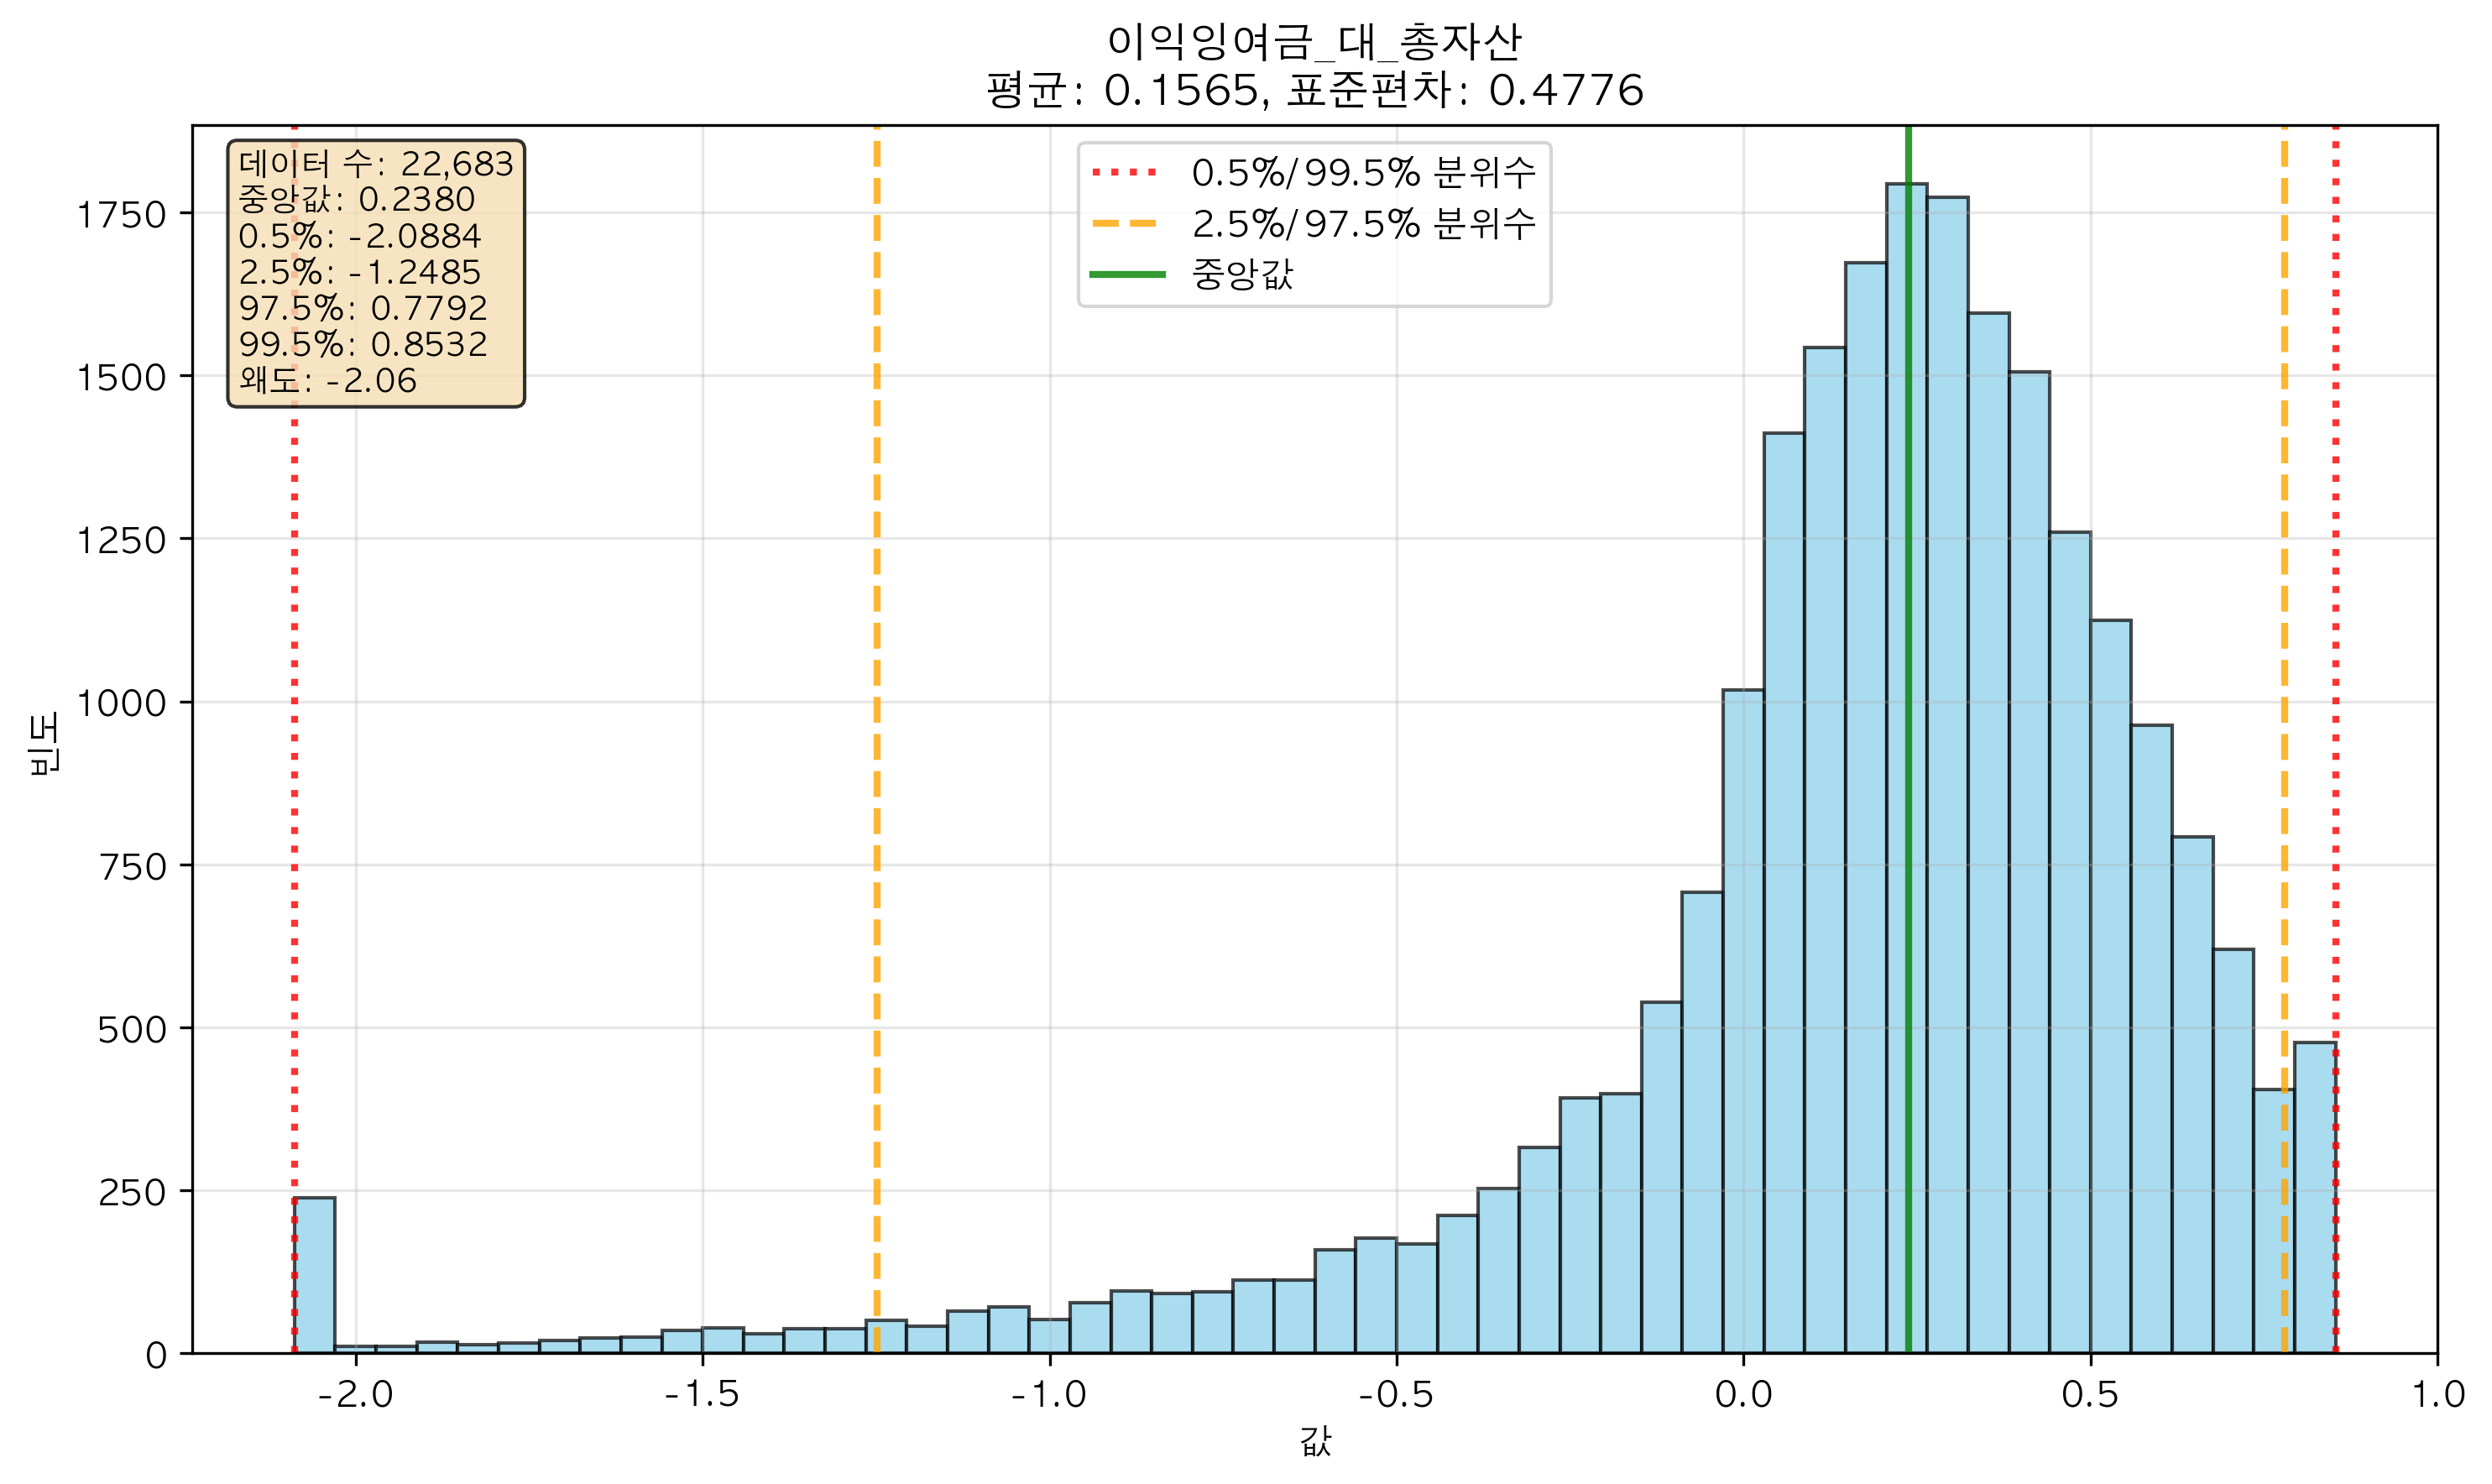 이익잉여금_대_총자산
평균: 0.1565, 표준편차: 0.4776
데이터 수: 22,683
중앙값: 0.2380
0.5%: -2.0884
2.5%: -1.2485
97.5%: 0.7792
99.5%: 0.8532
왜도: -2.06
0.5%/99.5% 분위수
2.5%/97.5% 분위수
중앙값
빈도
1750
1500
1250
1000
750
500
250
0
-2.0 -1.5 -1.0 -0.5 0.0 0.5 1.0
값